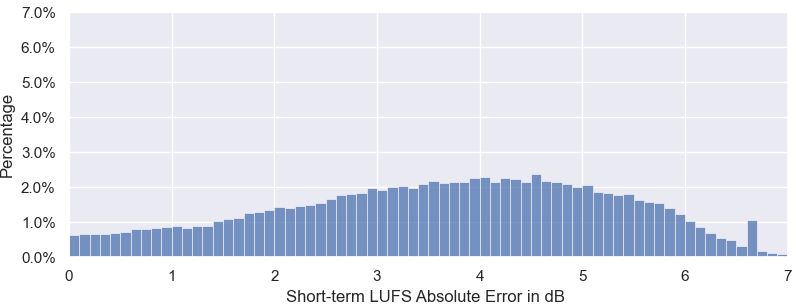 7.0%
6.0%
5.0%
4.0%
3.0%
2.0%
1.0%
0.0%
Percentage
0 1 2 3 4 5 6 7
Short-term LUFS Absolute Error in dB